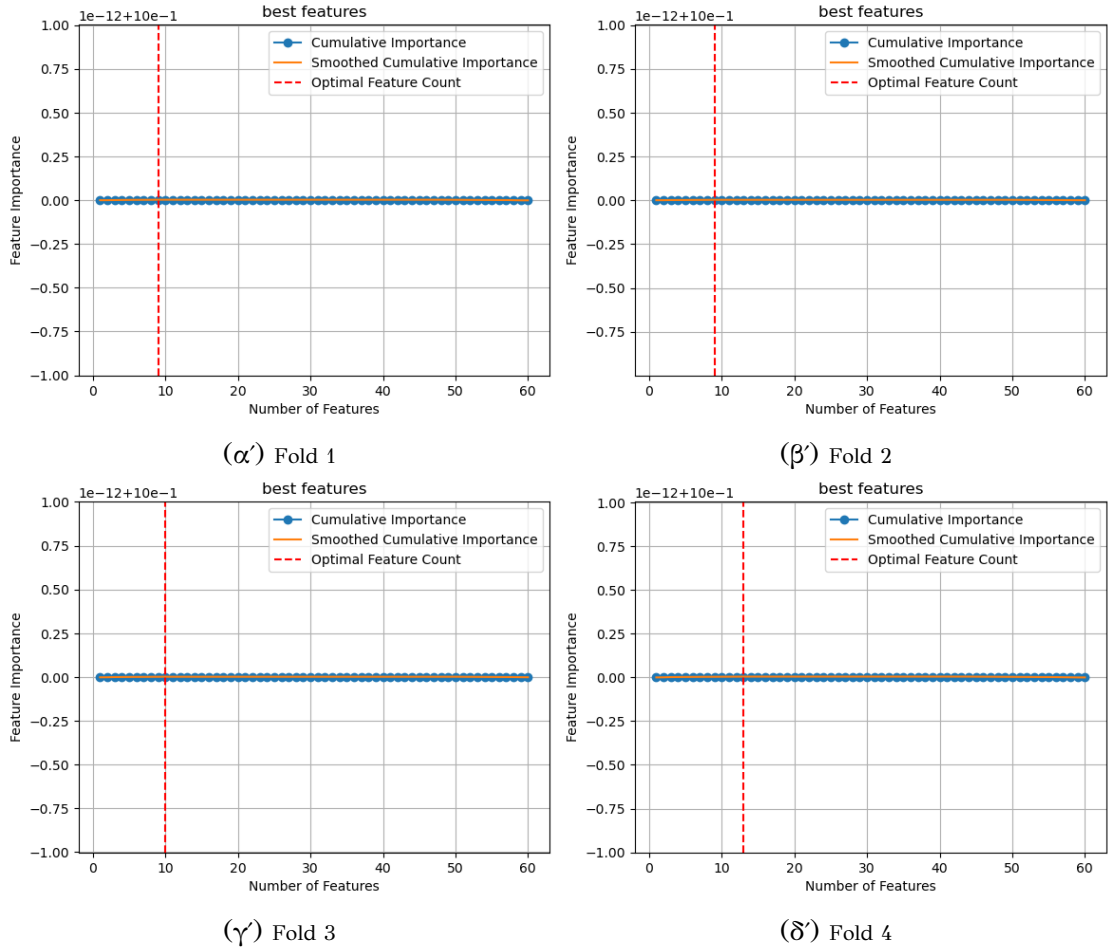 1e−12+10e−1
best features
1.00
0.75
0.50
0.25
0.00
−0.25
−0.50
−0.75
−1.00
Feature Importance
Cumulative Importance
Smoothed Cumulative Importance
Optimal Feature Count
0 10 20 30 40 50 60
Number of Features
(α′) Fold 1
1e−12+10e−1
best features
1.00
0.75
0.50
0.25
0.00
−0.25
−0.50
−0.75
Feature Importance
Cumulative Importance
Smoothed Cumulative Importance
Optimal Feature Count
0 10 20 30 40 50 60
Number of Features
(β′) Fold 2
1e−12+10e−1
best features
1.00
0.75
0.50
0.25
0.00
−0.25
−0.50
−0.75
−1.00
Feature Importance
Cumulative Importance
Smoothed Cumulative Importance
Optimal Feature Count
0 10 20 30 40 50 60
Number of Features
(γ′) Fold 3
1e−12+10e−1
best features
1.00
0.75
0.50
0.25
0.00
−0.25
−0.50
−0.75
−1.00
Feature Importance
Cumulative Importance
Smoothed Cumulative Importance
Optimal Feature Count
0 10 20 30 40 50 60
Number of Features
(δ′) Fold 4